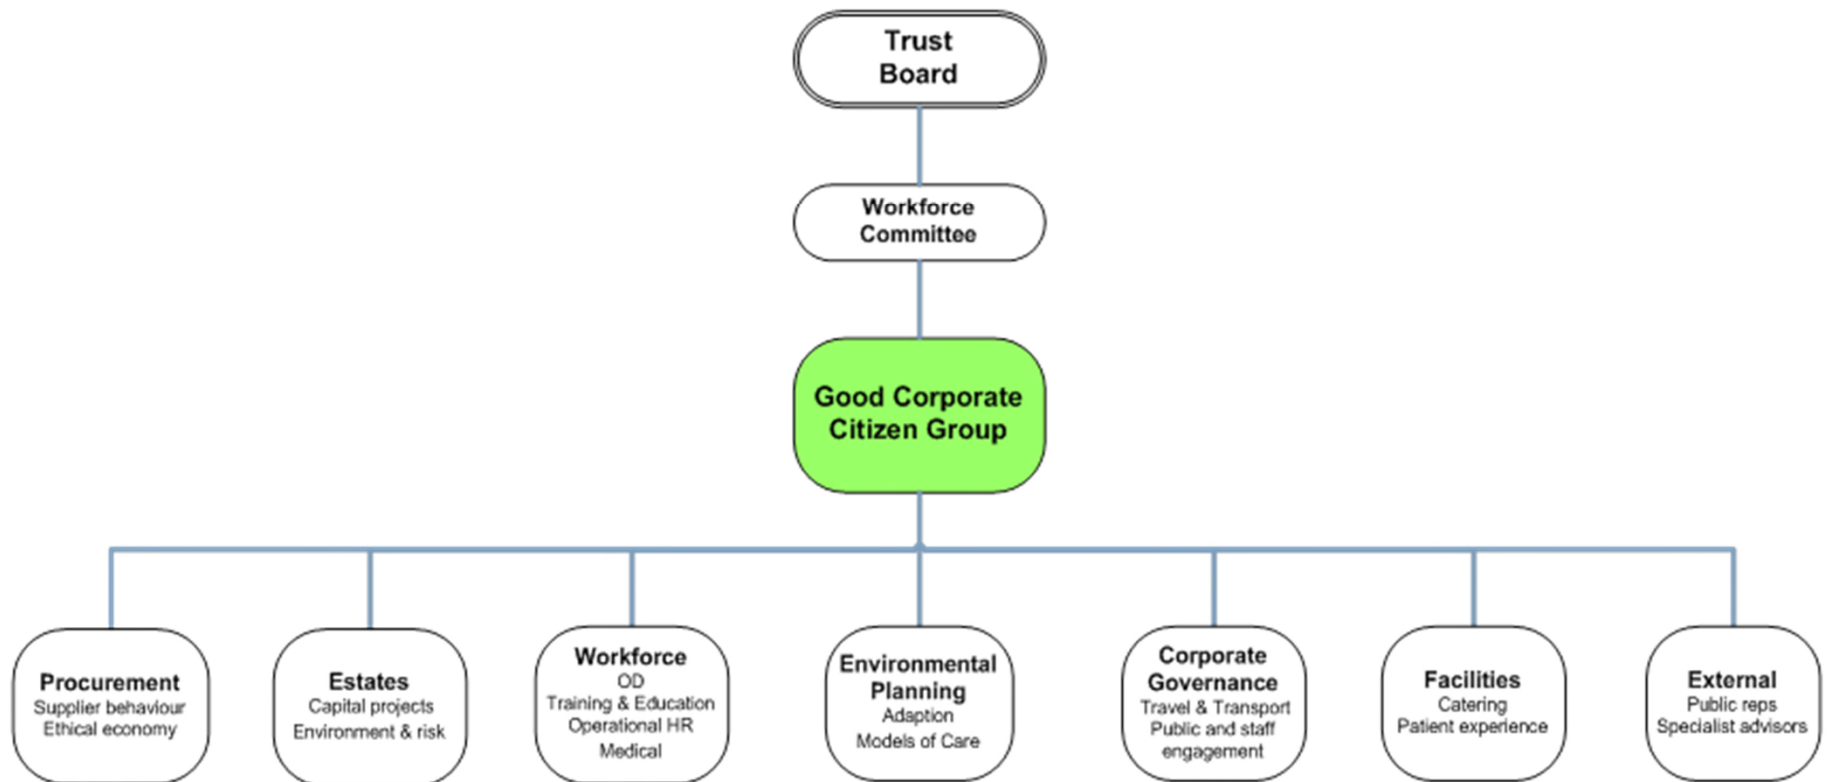 Trust
Board
Workforce
Committee
Good Corporate
Citizen Group
Procurement
Supplier behaviour
Ethical economy
Estates
Capital projects
Environment & risk
Workforce
OD
Training & Education
Operational HR
Medical
Environmental
Planning
Adaption
Models of Care
Corporate
Governance
Travel & Transport
Public and staff
engagement
Facilities
Catering
Patient experience
External
Public reps
Specialist advisors